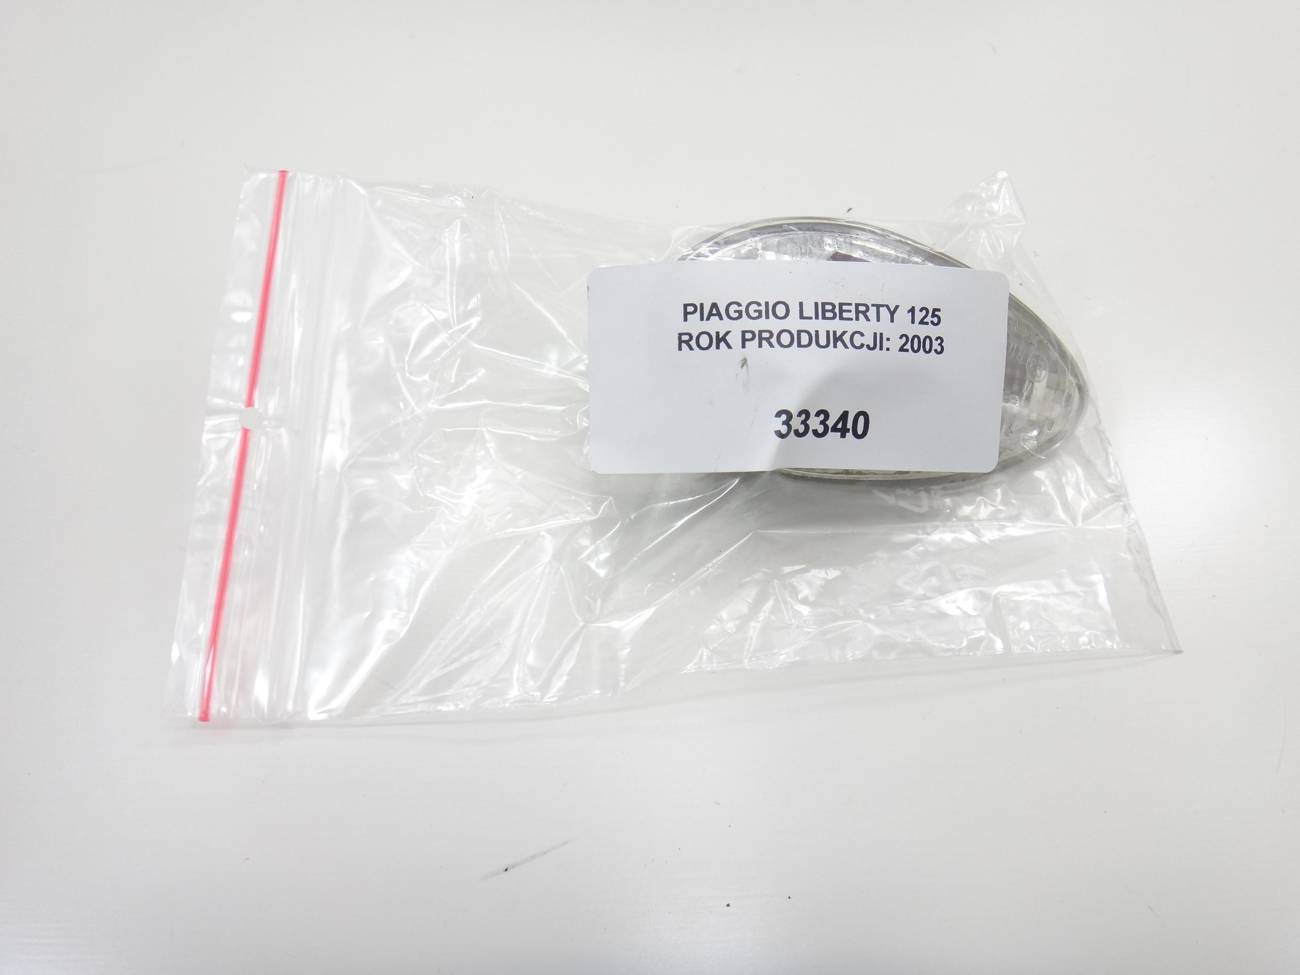 PIAGGIO LIBERTY 125
ROK PRODUKCJI: 2003
33340